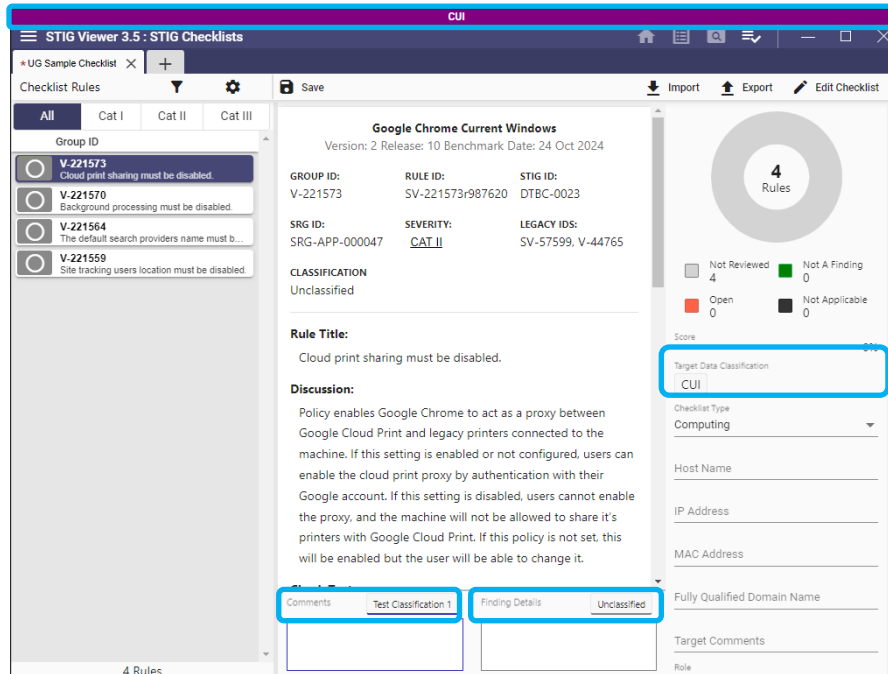 CUI
STIG Viewer 3.5 : STIG Checklists
* UG Sample Checklist
Checklist Rules
Save
Import
Export
Edit Checklist
All
Cat I
Cat II
Cat III
Group ID
V-221573
Cloud print sharing must be disabled.
V-221570
Background processing must be disabled.
V-221564
The default search providers name must b...
V-221559
Site tracking users location must be disabled.
4 Rules
Google Chrome Current Windows
Version: 2 Release: 10 Benchmark Date: 24 Oct 2024
GROUP ID: RULE ID: STIG ID:
V-221573 SV-221573r987620 DTBC-0023
SRG ID: SEVERITY: LEGACY IDS:
SRG-APP-000047 CAT II SV-57599, V-44765
CLASSIFICATION
Unclassified
Rule Title:
Cloud print sharing must be disabled.
Discussion:
Policy enables Google Chrome to act as a proxy between
Google Cloud Print and legacy printers connected to the
machine. If this setting is enabled or not configured, users can
enable the cloud print proxy by authentication with their
Google account. If this setting is disabled, users cannot enable
the proxy, and the machine will not be allowed to share it's
printers with Google Cloud Print. If this policy is not set, this
will be enabled but the user will be able to change it.
Comments
Test Classification 1
Finding Details
Unclassified
4
Rules
Not Reviewed
4
Not A Finding
0
Open
0
Not Applicable
0
Score
Target Data Classification
CUI
Checklist Type
Computing
Host Name
IP Address
MAC Address
Fully Qualified Domain Name
Target Comments
Role